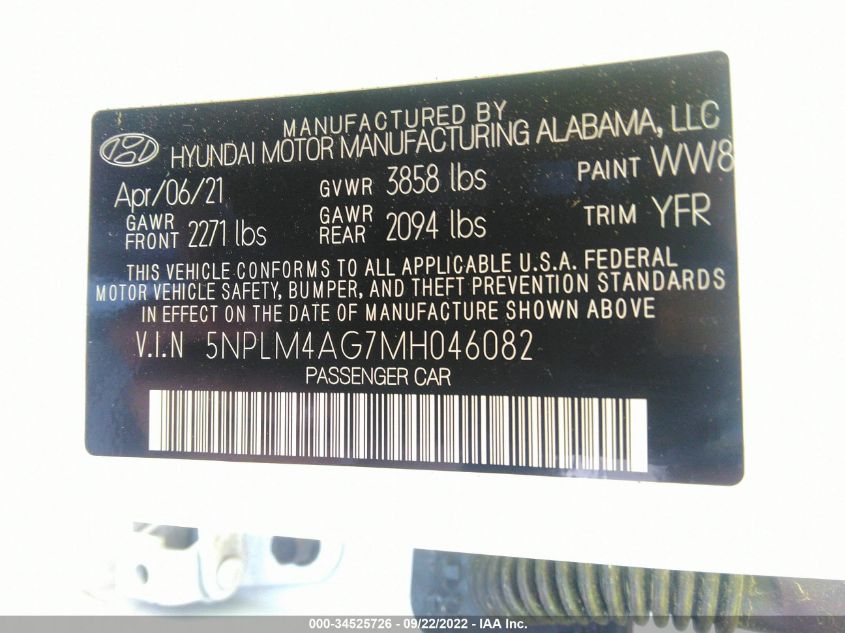 MANUFACTURED BY
HYUNDAI MOTOR MANUFACTURING ALABAMA, LLC
Apr/06/21 GVWR 3858 lbs PAINT WW8
GAWR FRONT 2271 lbs GAWR REAR 2094 lbs TRIM YFR
THIS VEHICLE CONFORMS TO ALL APPLICABLE U.S.A. FEDERAL
MOTOR VEHICLE SAFETY, BUMPER, AND THEFT PREVENTION STANDARDS
IN EFFECT ON THE DATE OF MANUFACTURE SHOWN ABOVE
V.I.N 5NPLM4AG7MH046082
PASSENGER CAR
000-34525726 - 09/22/2022 - IAA Inc.